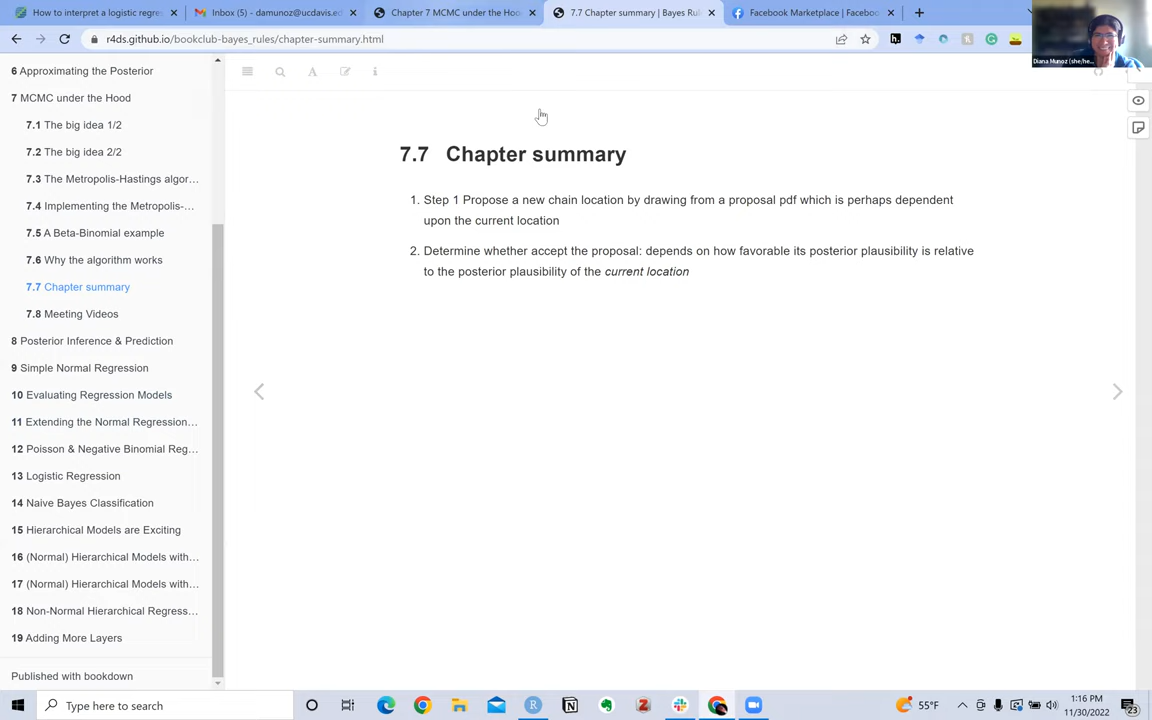 How to interpret a logistic regres
Inbox (5) - damunoz@ucdavis.ed
Chapter 7 MCMC under the Hoo
7.7 Chapter summary | Bayes Rul
Facebook Marketplace | Faceboo
r4ds.github.io/bookclub-bayes_rules/chapter-summary.html
Diana Munoz (she/he...
6 Approximating the Posterior
7 MCMC under the Hood
7.1 The big idea 1/2
7.2 The big idea 2/2
7.3 The Metropolis-Hastings algor...
7.4 Implementing the Metropolis-...
7.5 A Beta-Binomial example
7.6 Why the algorithm works
7.7 Chapter summary
7.8 Meeting Videos
8 Posterior Inference & Prediction
9 Simple Normal Regression
10 Evaluating Regression Models
11 Extending the Normal Regression...
12 Poisson & Negative Binomial Reg...
13 Logistic Regression
14 Naive Bayes Classification
15 Hierarchical Models are Exciting
16 (Normal) Hierarchical Models with...
17 (Normal) Hierarchical Models with...
18 Non-Normal Hierarchical Regress...
19 Adding More Layers
Published with bookdown
7.7 Chapter summary
1. Step 1 Propose a new chain location by drawing from a proposal pdf which is perhaps dependent
upon the current location
2. Determine whether accept the proposal: depends on how favorable its posterior plausibility is relative
to the posterior plausibility of the current location
Type here to search
55°F
1:16 PM
11/30/2022
23